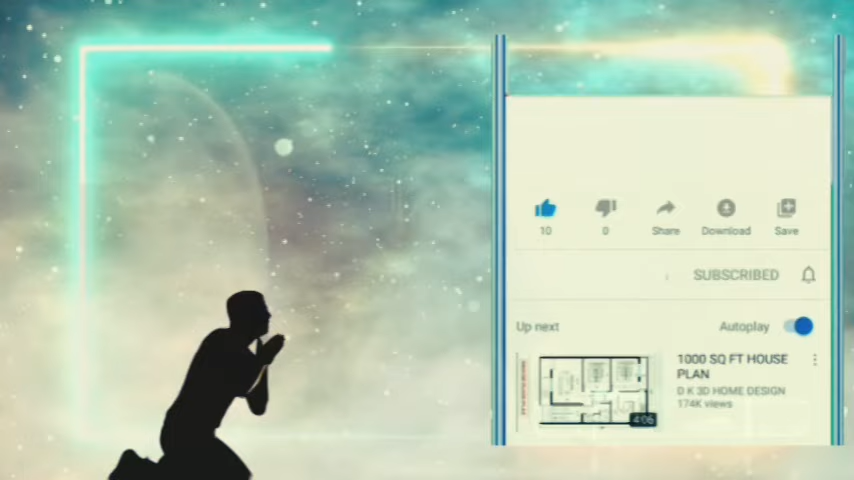 10 0 Share Download Save
SUBSCRIBED
Up next Autoplay
1000 SQ FT HOUSE
PLAN
D K 3D HOME DESIGN
174K views
4:06